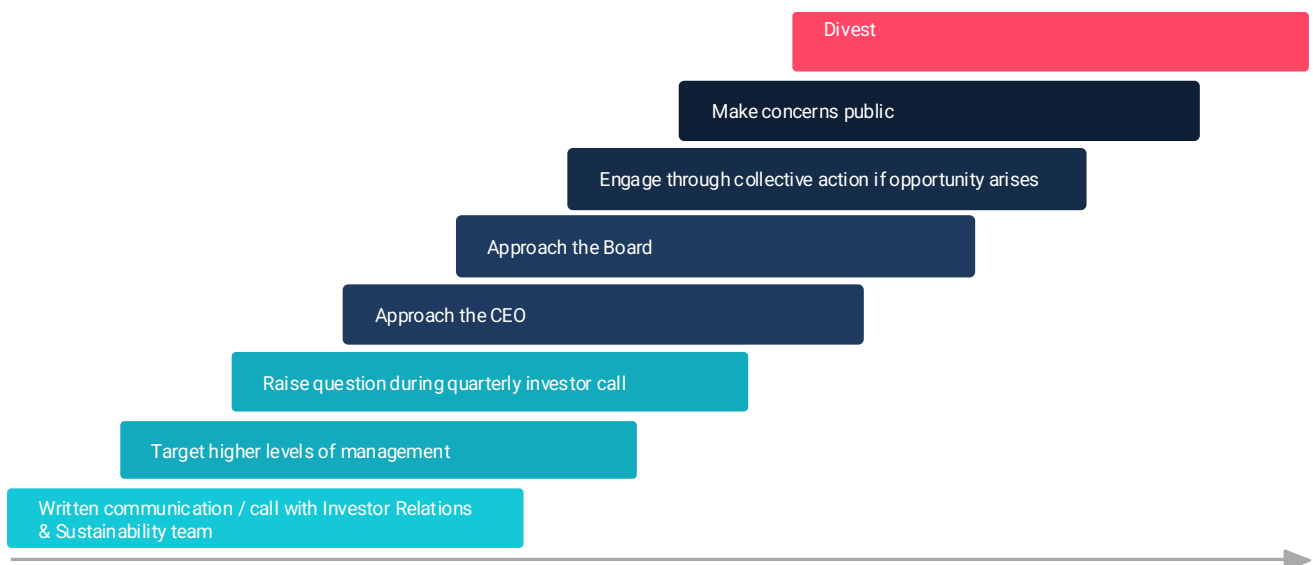 Divest
Make concerns public
Engage through collective action if opportunity arises
Approach the Board
Approach the CEO
Raise question during quarterly investor call
Target higher levels of management
Written communication / call with Investor Relations
& Sustainability team